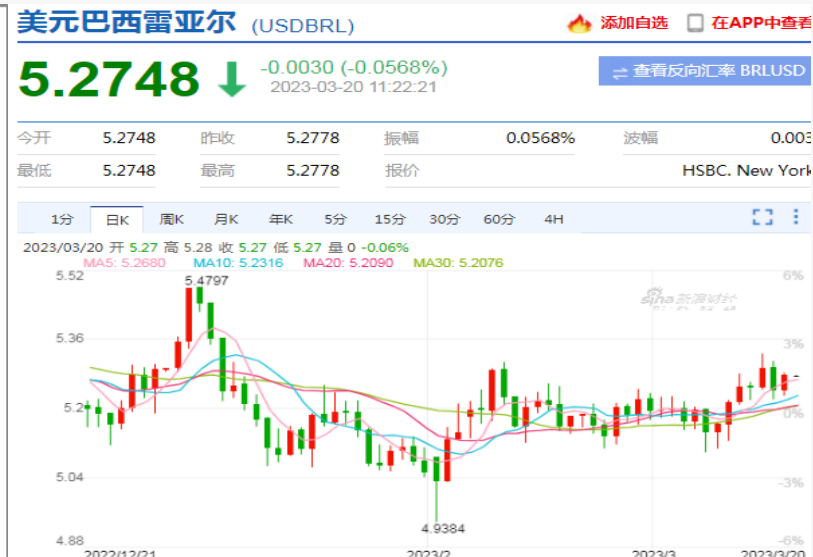 美元巴西雷亚尔 (USDBRL) 添加自选 在APP中查看
5.2748 -0.0030 (-0.0568%) 查看反向汇率 BRLUSD
2023-03-20 11:22:21
今开 5.2748 昨收 5.2778 振幅 0.0568% 波幅 0.003
最低 5.2748 最高 5.2778 报价 HSBC. New York
1分 日K 周K 月K 年K 5分 15分 30分 60分 4H
2023/03/20 开 5.27 高 5.28 收 5.27 低 5.27 量 0 -0.06%
MA5: 5.2680 MA10: 5.2316 MA20: 5.2090 MA30: 5.2076
5.52 5.4797 6%
sina 新浪财经
5.36 3%
5.2 0%
5.04 -3%
4.9384
4.88 -6%
2022/12/21 2023/2 2023/3 2023/3/20